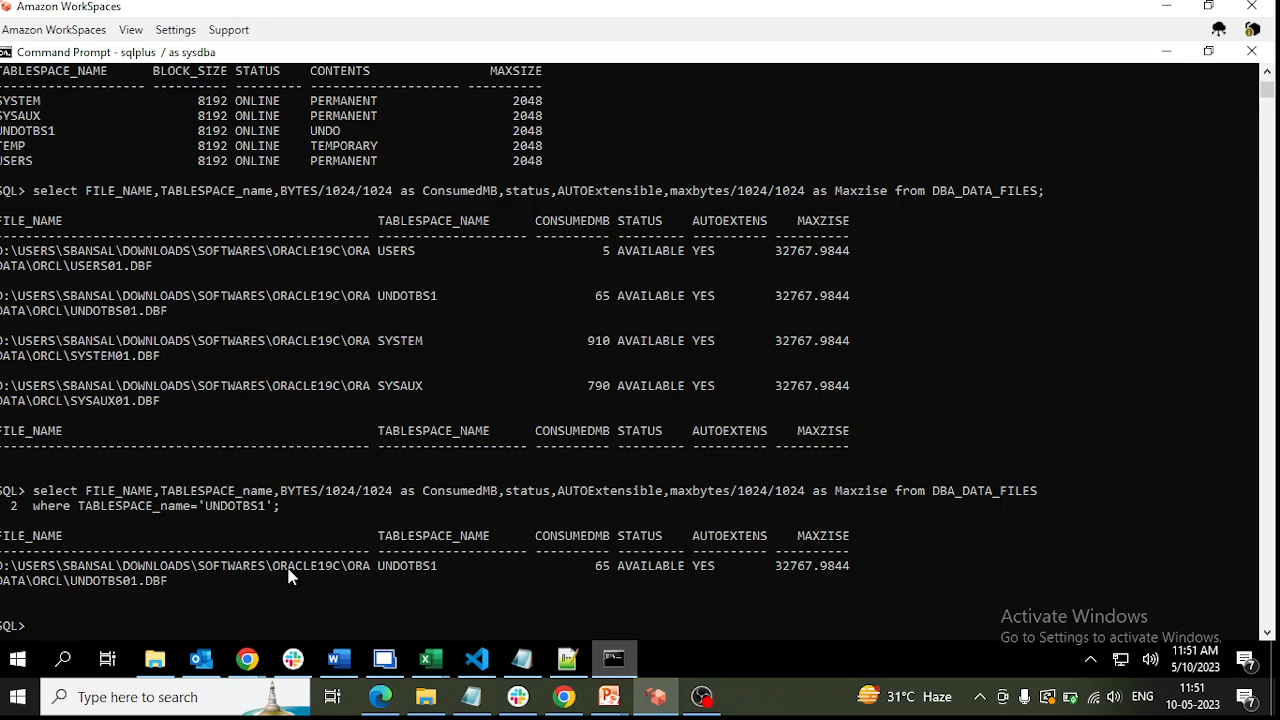 Amazon WorkSpaces
Amazon WorkSpaces View Settings Support
Command Prompt - sqlplus / as sysdba
TABLESPACE_NAME BLOCK_SIZE STATUS CONTENTS MAXSIZE
-------------------- ---------- --------- ------------------- ----------
SYSTEM 8192 ONLINE PERMANENT 2048
SYSAUX 8192 ONLINE PERMANENT 2048
UNDOTBS1 8192 ONLINE UNDO 2048
TEMP 8192 ONLINE TEMPORARY 2048
USERS 8192 ONLINE PERMANENT 2048
SQL> select FILE_NAME,TABLESPACE_name,BYTES/1024/1024 as ConsumedMB,status,AUTOExtensible,maxbytes/1024/1024 as Maxzise from DBA_DATA_FILES;
FILE_NAME TABLESPACE_NAME CONSUMEDMB STATUS AUTOEXTENS MAXZISE
-------------------------------------------------- -------------------- ---------- --------- ---------- ----------
D:\USERS\SBANSAL\DOWNLOADS\SOFTWARES\ORACLE19C\ORA USERS 5 AVAILABLE YES 32767.9844
DATA\ORCL\USERS01.DBF
D:\USERS\SBANSAL\DOWNLOADS\SOFTWARES\ORACLE19C\ORA UNDOTBS1 65 AVAILABLE YES 32767.9844
DATA\ORCL\UNDOTBS01.DBF
D:\USERS\SBANSAL\DOWNLOADS\SOFTWARES\ORACLE19C\ORA SYSTEM 910 AVAILABLE YES 32767.9844
DATA\ORCL\SYSTEM01.DBF
D:\USERS\SBANSAL\DOWNLOADS\SOFTWARES\ORACLE19C\ORA SYSAUX 790 AVAILABLE YES 32767.9844
DATA\ORCL\SYSAUX01.DBF
FILE_NAME TABLESPACE_NAME CONSUMEDMB STATUS AUTOEXTENS MAXZISE
-------------------------------------------------- -------------------- ---------- --------- ---------- ----------
SQL> select FILE_NAME,TABLESPACE_name,BYTES/1024/1024 as ConsumedMB,status,AUTOExtensible,maxbytes/1024/1024 as Maxzise from DBA_DATA_FILES
2 where TABLESPACE_name='UNDOTBS1';
FILE_NAME TABLESPACE_NAME CONSUMEDMB STATUS AUTOEXTENS MAXZISE
-------------------------------------------------- -------------------- ---------- --------- ---------- ----------
D:\USERS\SBANSAL\DOWNLOADS\SOFTWARES\ORACLE19C\ORA UNDOTBS1 65 AVAILABLE YES 32767.9844
DATA\ORCL\UNDOTBS01.DBF
SQL>
Activate Windows
Go to Settings to activate Windows.
11:51 AM
5/10/2023
7
Type here to search
31°C Haze
ENG
11:51
10-05-2023
7